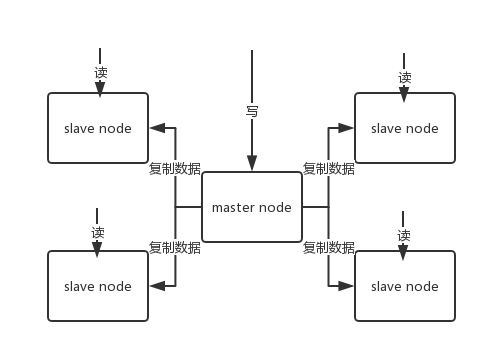 读
写
读
slave node
slave node
复制数据
复制数据
master node
读
复制数据
复制数据
读
slave node
slave node